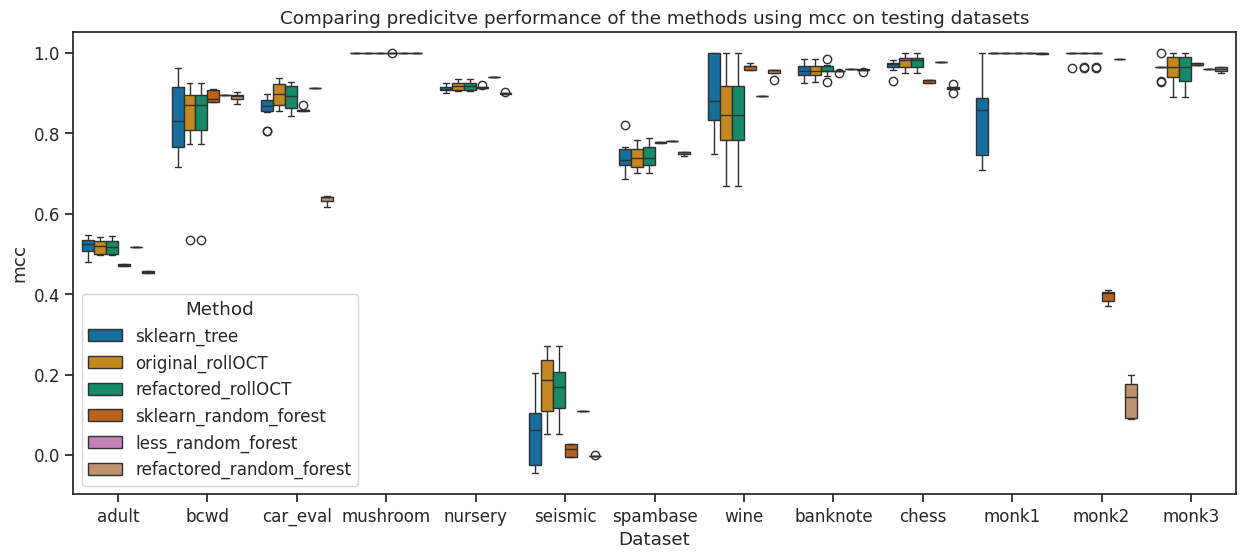 Comparing predicitve performance of the methods using mcc on testing datasets
mcc
1.0
0.8
0.6
0.4
0.2
0.0
Method
sklearn_tree
original_rollOCT
refactored_rollOCT
sklearn_random_forest
less_random_forest
refactored_random_forest
adult bcwd car_eval mushroom nursery seismic spambase wine banknote chess monk1 monk2 monk3
Dataset